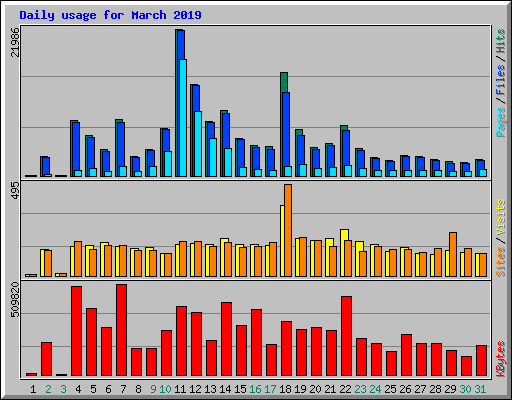 Daily usage for March 2019
21986
Pages / Files / Hits
495
Sites / Visits
509820
KBytes
1 2 3 4 5 6 7 8 9 10 11 12 13 14 15 16 17 18 19 20 21 22 23 24 25 26 27 28 29 30 31